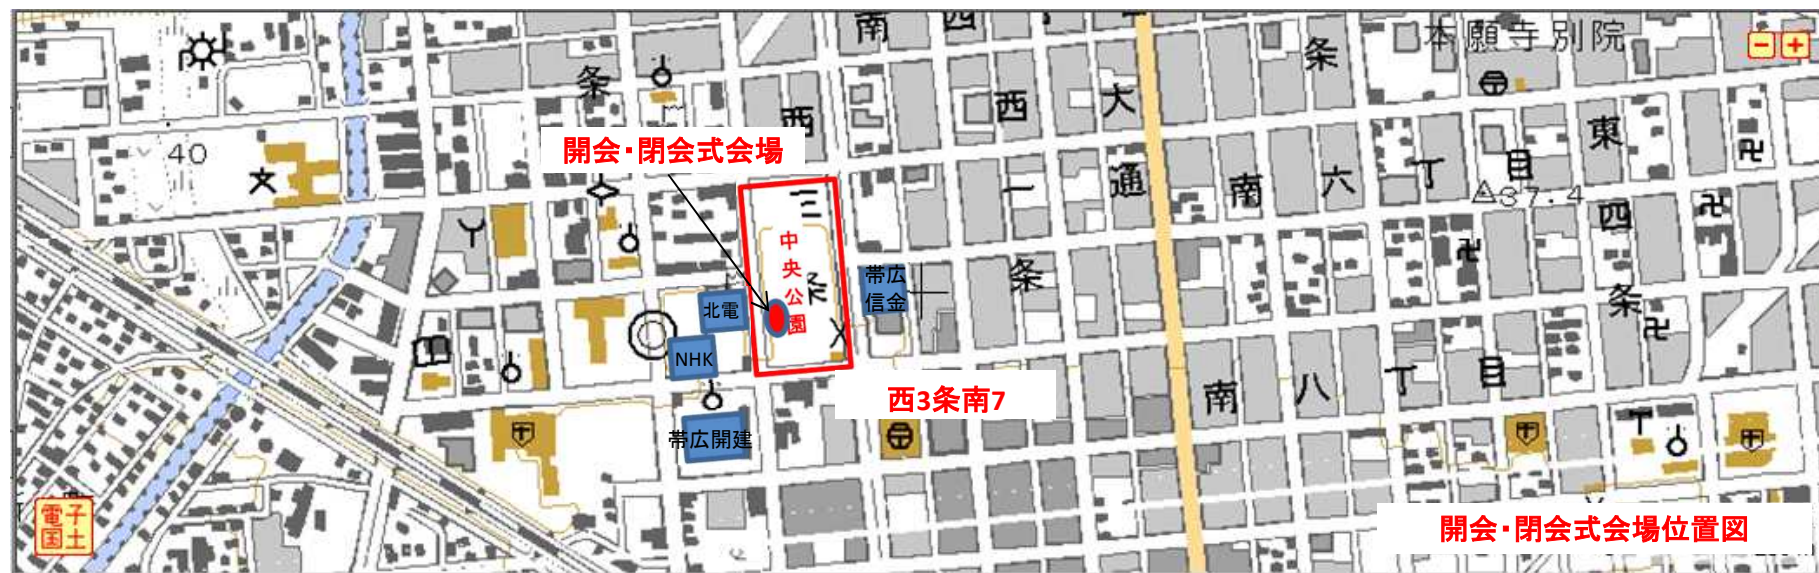 南 四
本願寺別院
条
条
西
西
大
東
40
開会・閉会式会場
目
丁
六
南
通
一
三
37.4
四
中央公園
条
条
条
帯広
信金
北電
NHK
西3条南7
南 八 丁 目
帯広開建
電子
国土
開会・閉会式会場位置図